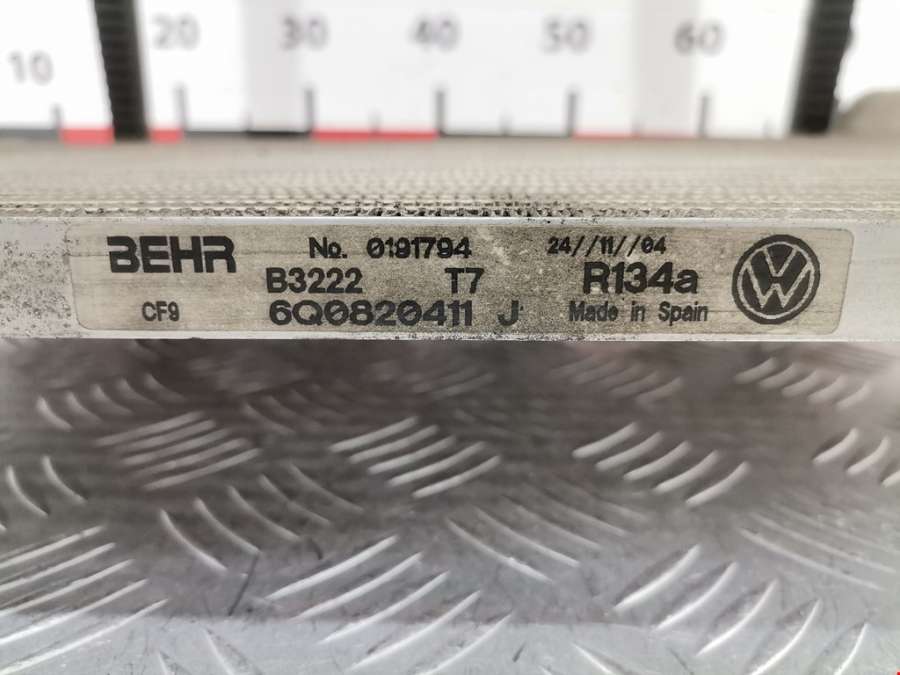 10 20 30 40 50 60
BEHR No. 0191794 24//11//04
B3222 T7 R134a
CF9 6Q0820411 J Made in Spain
VW